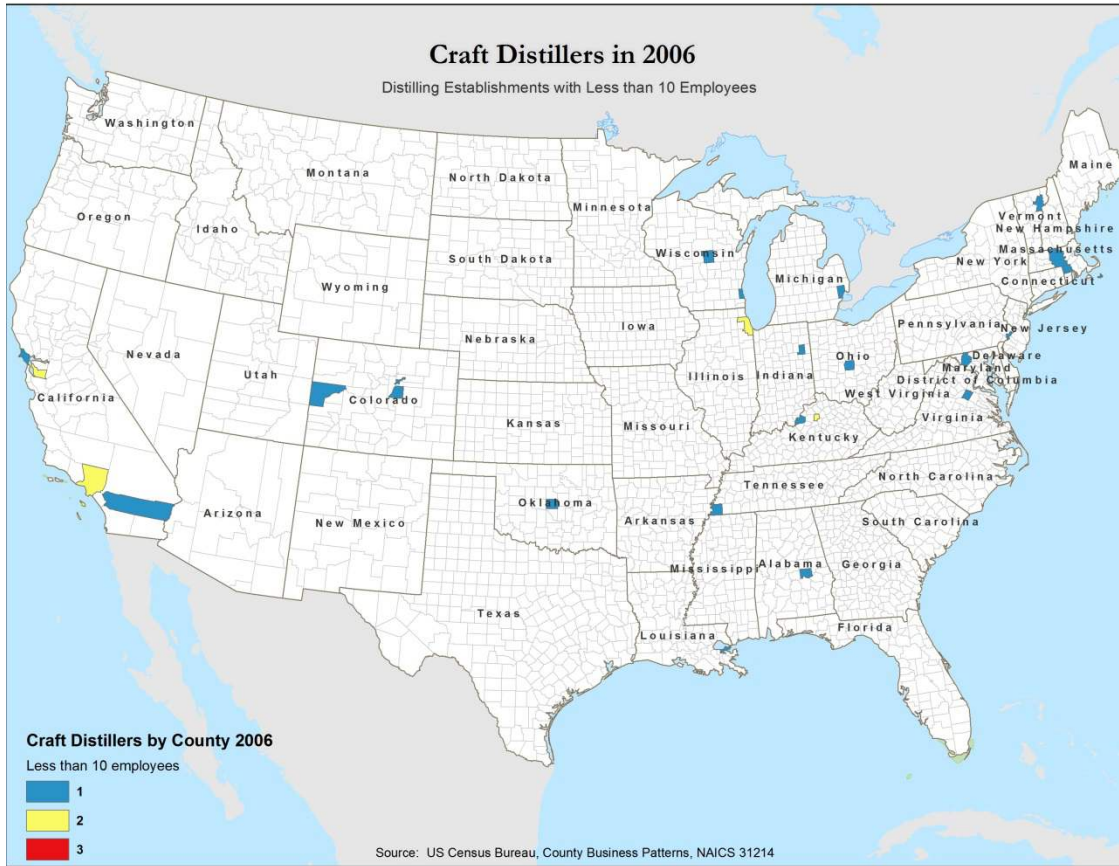 Craft Distillers in 2006
Distilling Establishments with Less than 10 Employees
Washington
Montana
North Dakota
Minnesota
Maine
Oregon
Idaho
Vermont
New Hampshire
South Dakota
Wisconsin
Massachusetts
New York
Michigan
Connecticut
Wyoming
Iowa
Pennsylvania
New Jersey
Nebraska
Nevada
Utah
Ohio
Delaware
Maryland
District of Columbia
Illinois
Indiana
California
Colorado
West Virginia
Virginia
Kansas
Missouri
Kentucky
North Carolina
Tennessee
Oklahoma
Arizona
New Mexico
Arkansas
South Carolina
Mississippi
Alabama
Georgia
Texas
Florida
Louisiana
Craft Distillers by County 2006
Less than 10 employees
1
2
3
Source: US Census Bureau, County Business Patterns, NAICS 31214